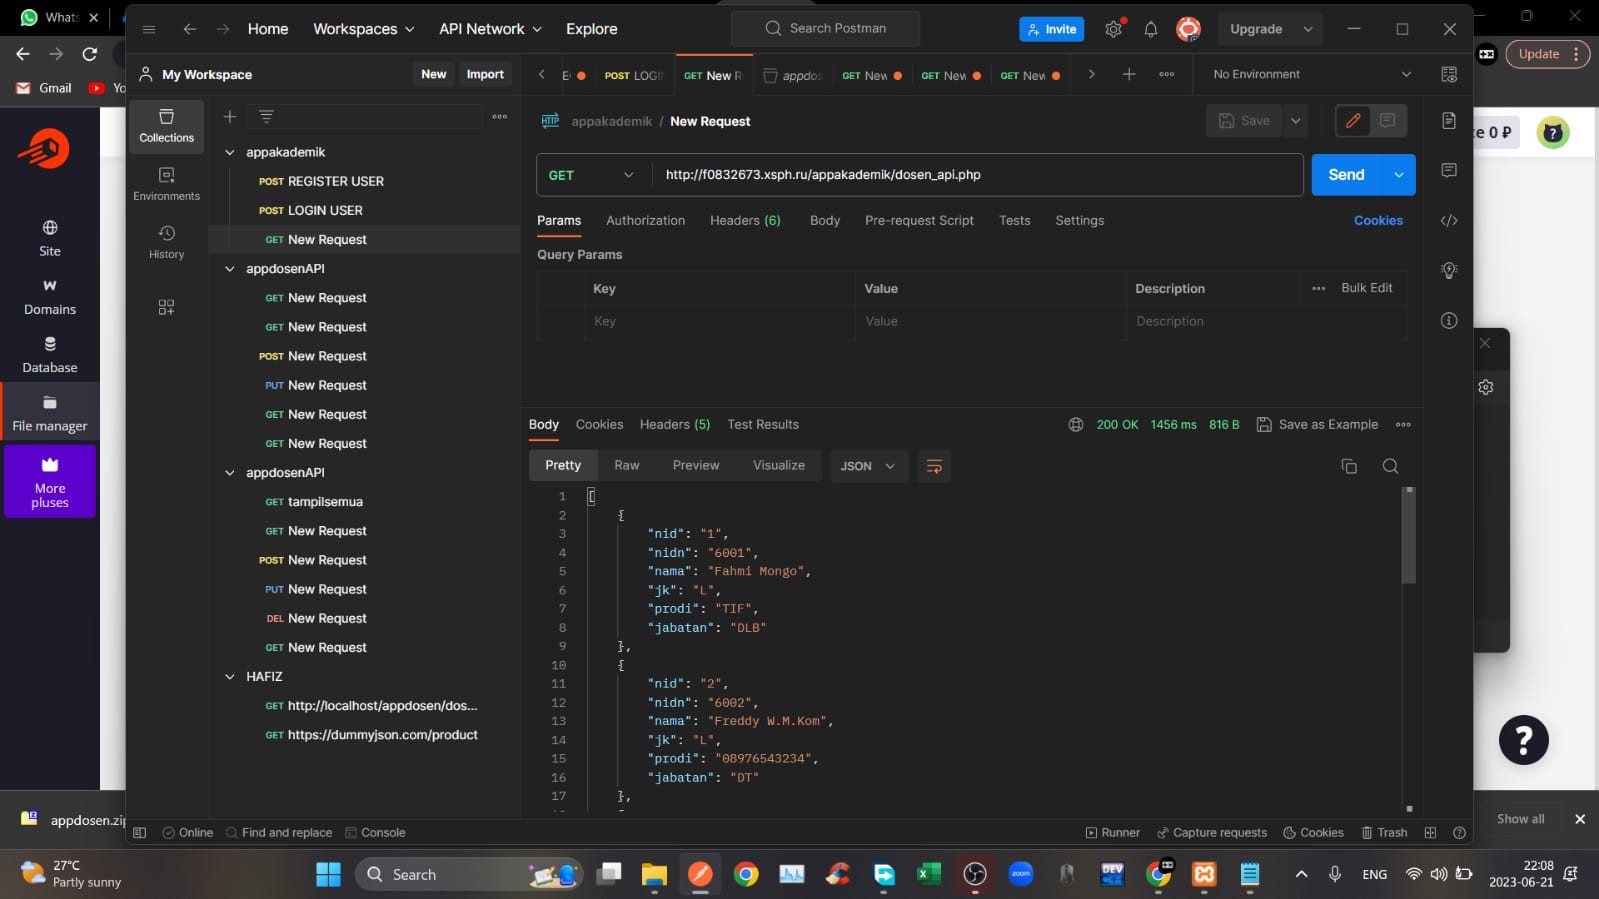 Whats
Home
Workspaces
API Network
Explore
Search Postman
Invite
Upgrade
Update
Gmail
My Workspace
New
Import
POST LOGI
GET New R
appdos
GET New
GET New
GET New
No Environment
Collections
Environments
History
appakademik
POST REGISTER USER
POST LOGIN USER
GET New Request
appdosenAPI
GET New Request
GET New Request
POST New Request
PUT New Request
GET New Request
GET New Request
appdosenAPI
GET tampilsemua
GET New Request
POST New Request
PUT New Request
DEL New Request
GET New Request
HAFIZ
GET http://localhost/appdosen/dos...
GET https://dummyjson.com/product
HTTP
appakademik / New Request
Save
GET
http://f0832673.xsph.ru/appakademik/dosen_api.php
Send
Params
Authorization
Headers (6)
Body
Pre-request Script
Tests
Settings
Cookies
Query Params
Key
Value
Description
Bulk Edit
Key
Value
Description
Body
Cookies
Headers (5)
Test Results
200 OK
1456 ms
816 B
Save as Example
Pretty
Raw
Preview
Visualize
JSON
1 [
2 {
3 "nid": "1",
4 "nidn": "6001",
5 "nama": "Fahmi Mongo",
6 "jk": "L",
7 "prodi": "TIF",
8 "jabatan": "DLB"
9 },
10 {
11 "nid": "2",
12 "nidn": "6002",
13 "nama": "Freddy W.M.Kom",
14 "jk": "L",
15 "prodi": "08976543234",
16 "jabatan": "DT"
17 },
Site
Domains
Database
File manager
More
pluses
0 ₽
Online
Find and replace
Console
Runner
Capture requests
Cookies
Trash
appdosen.zip
Show all
27°C
Partly sunny
Search
zoom
DEV
ENG
22:08
2023-06-21